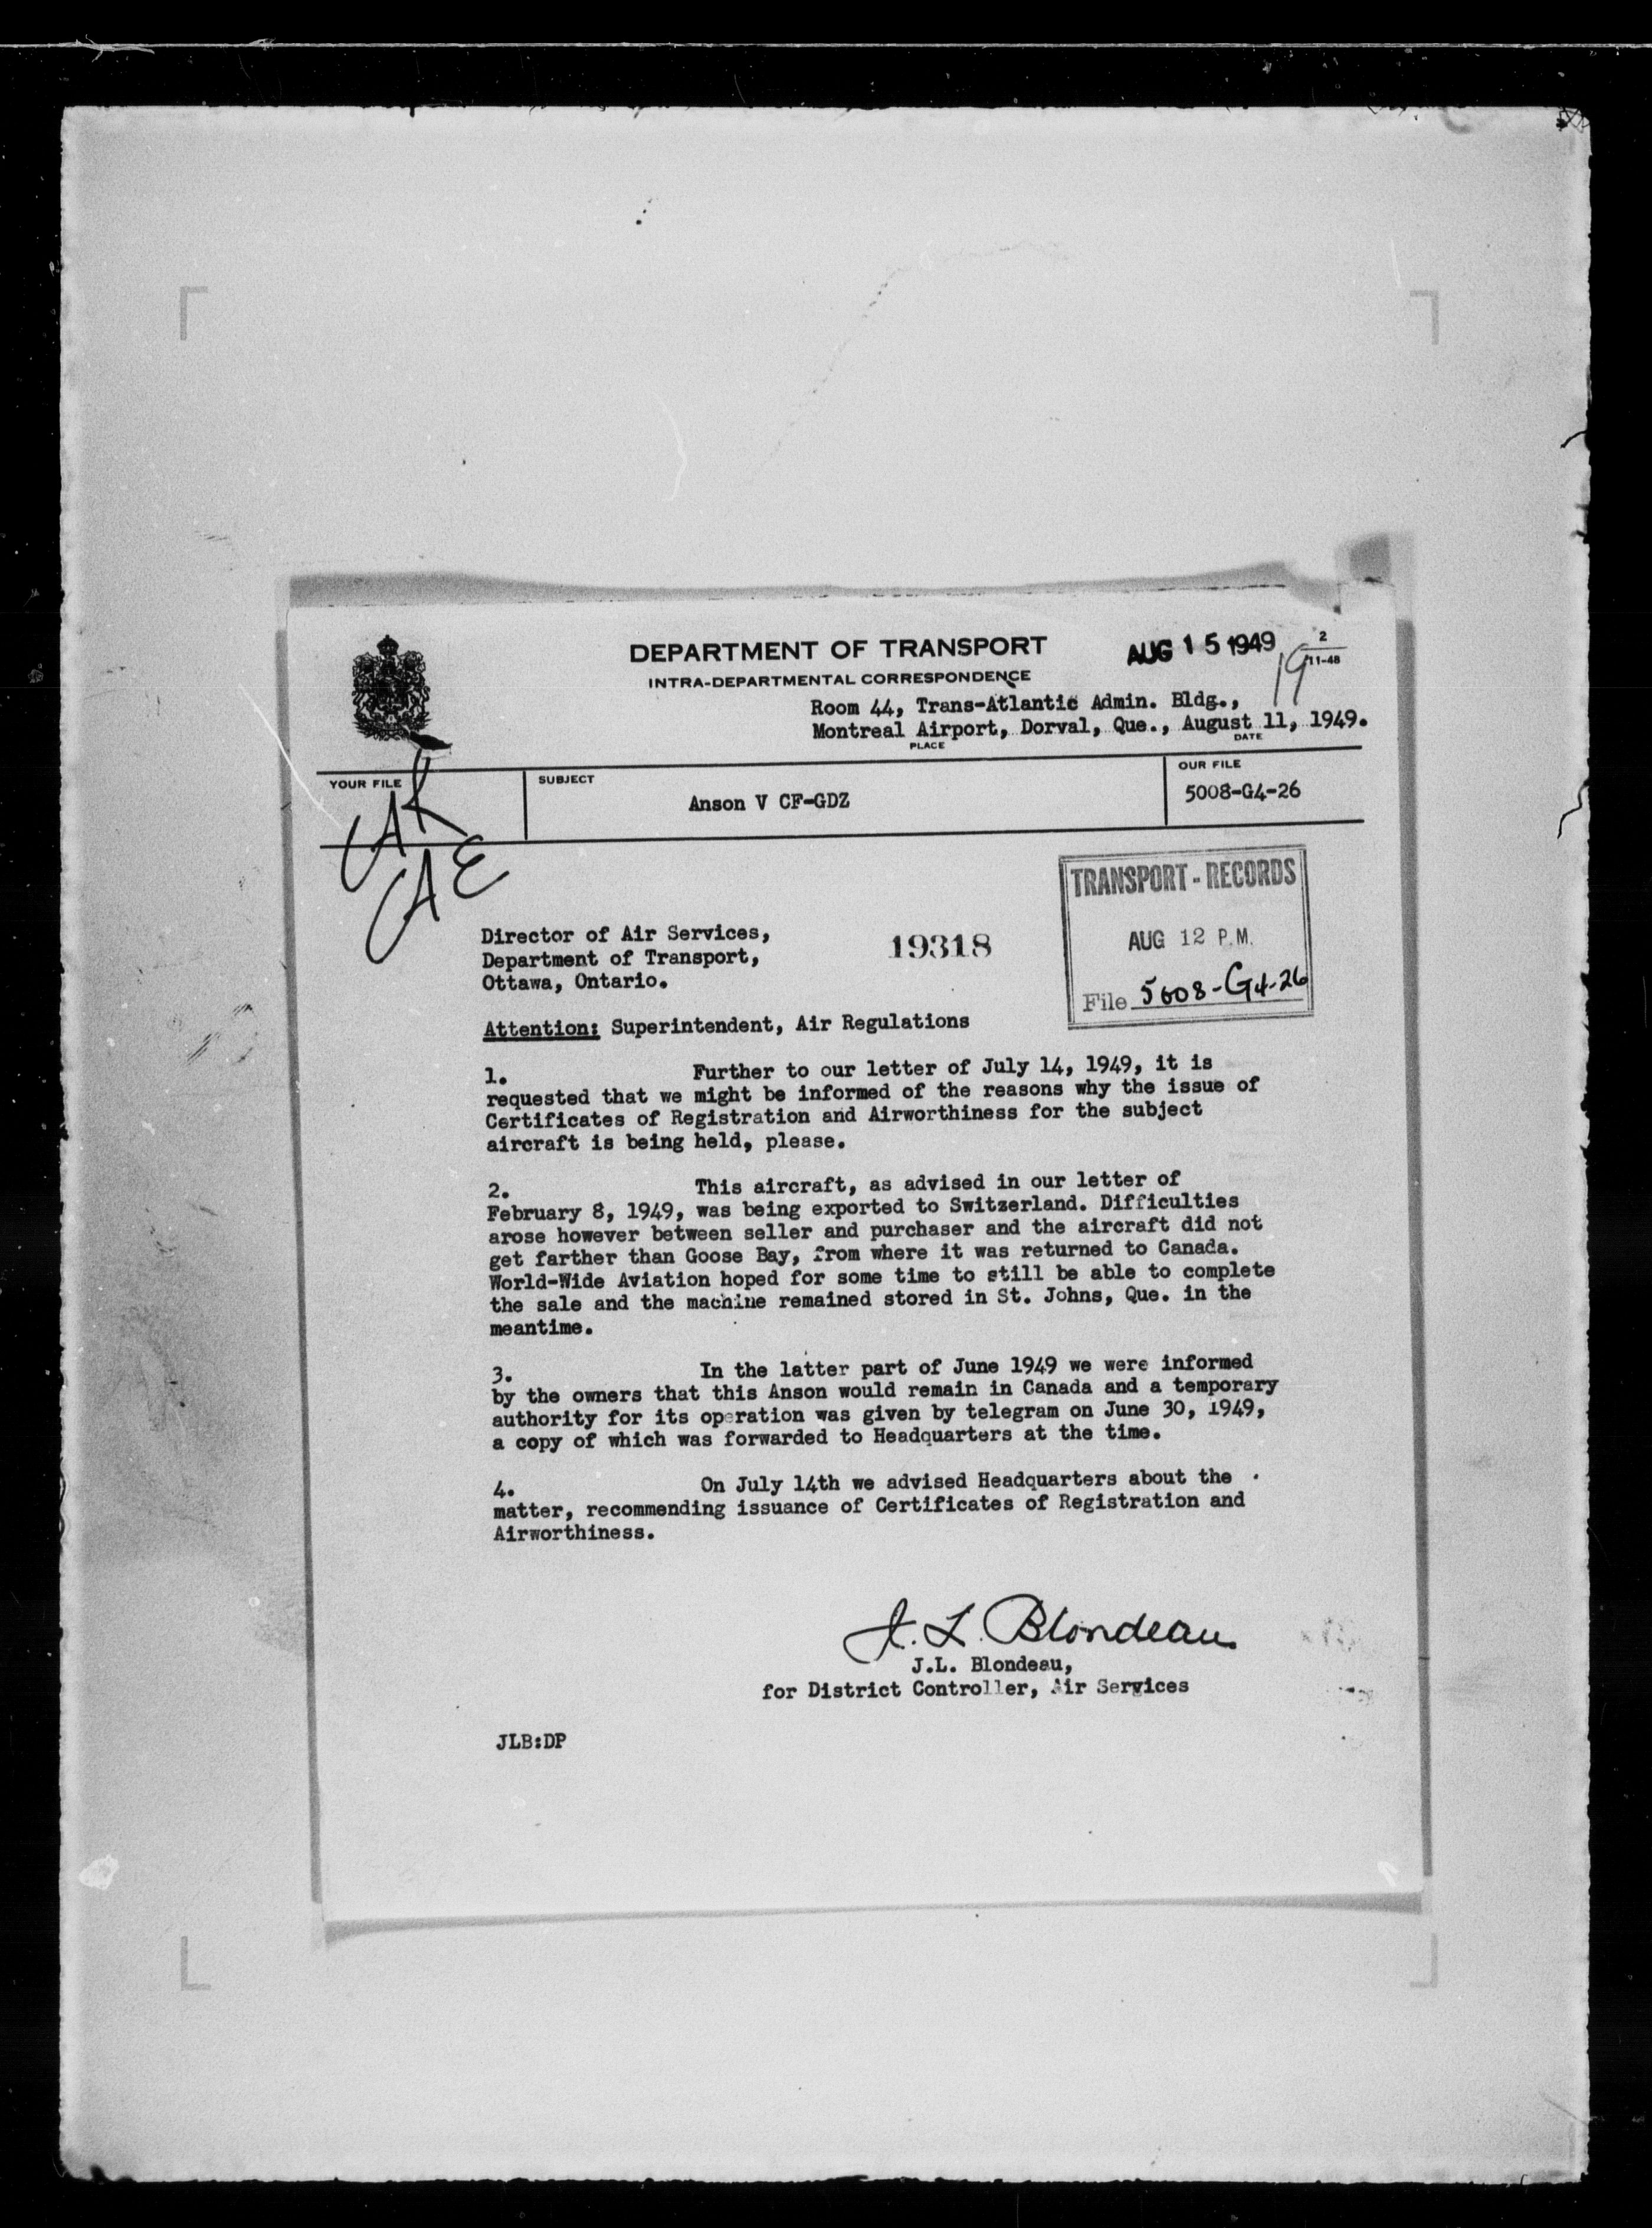 DEPARTMENT OF TRANSPORT
INTRA-DEPARTMENTAL CORRESPONDENCE
AUG 15 1949
2
11-48
19
Room 44, Trans-Atlantic Admin. Bldg.,
Montreal Airport, Dorval, Que., August 11, 1949.
PLACE
DATE
YOUR FILE
SUBJECT
Anson V CF-GDZ
OUR FILE
5008-G4-26
AK
AE
TRANSPORT - RECORDS
AUG 12 P.M.
File 5008-G4-26
Director of Air Services,
Department of Transport,
Ottawa, Ontario.
19318
Attention: Superintendent, Air Regulations
1. Further to our letter of July 14, 1949, it is
requested that we might be informed of the reasons why the issue of
Certificates of Registration and Airworthiness for the subject
aircraft is being held, please.
2. This aircraft, as advised in our letter of
February 8, 1949, was being exported to Switzerland. Difficulties
arose however between seller and purchaser and the aircraft did not
get farther than Goose Bay, from where it was returned to Canada.
World-Wide Aviation hoped for some time to still be able to complete
the sale and the machine remained stored in St. Johns, Que. in the
meantime.
3. In the latter part of June 1949 we were informed
by the owners that this Anson would remain in Canada and a temporary
authority for its operation was given by telegram on June 30, 1949,
a copy of which was forwarded to Headquarters at the time.
4. On July 14th we advised Headquarters about the
matter, recommending issuance of Certificates of Registration and
Airworthiness.
J. L. Blondeau
J.L. Blondeau,
for District Controller, Air Services
JLB:DP